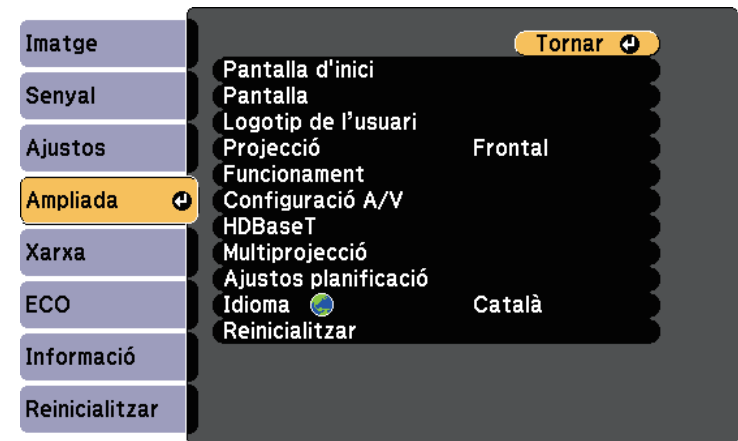 Imatge
Senyal
Ajustos
Ampliada
Xarxa
ECO
Informació
Reinicialitzar
Tornar
Pantalla d'inici
Pantalla
Logotip de l’usuari
Projecció Frontal
Funcionament
Configuració A/V
HDBaseT
Multiprojecció
Ajustos planificació
Idioma Català
Reinicialitzar